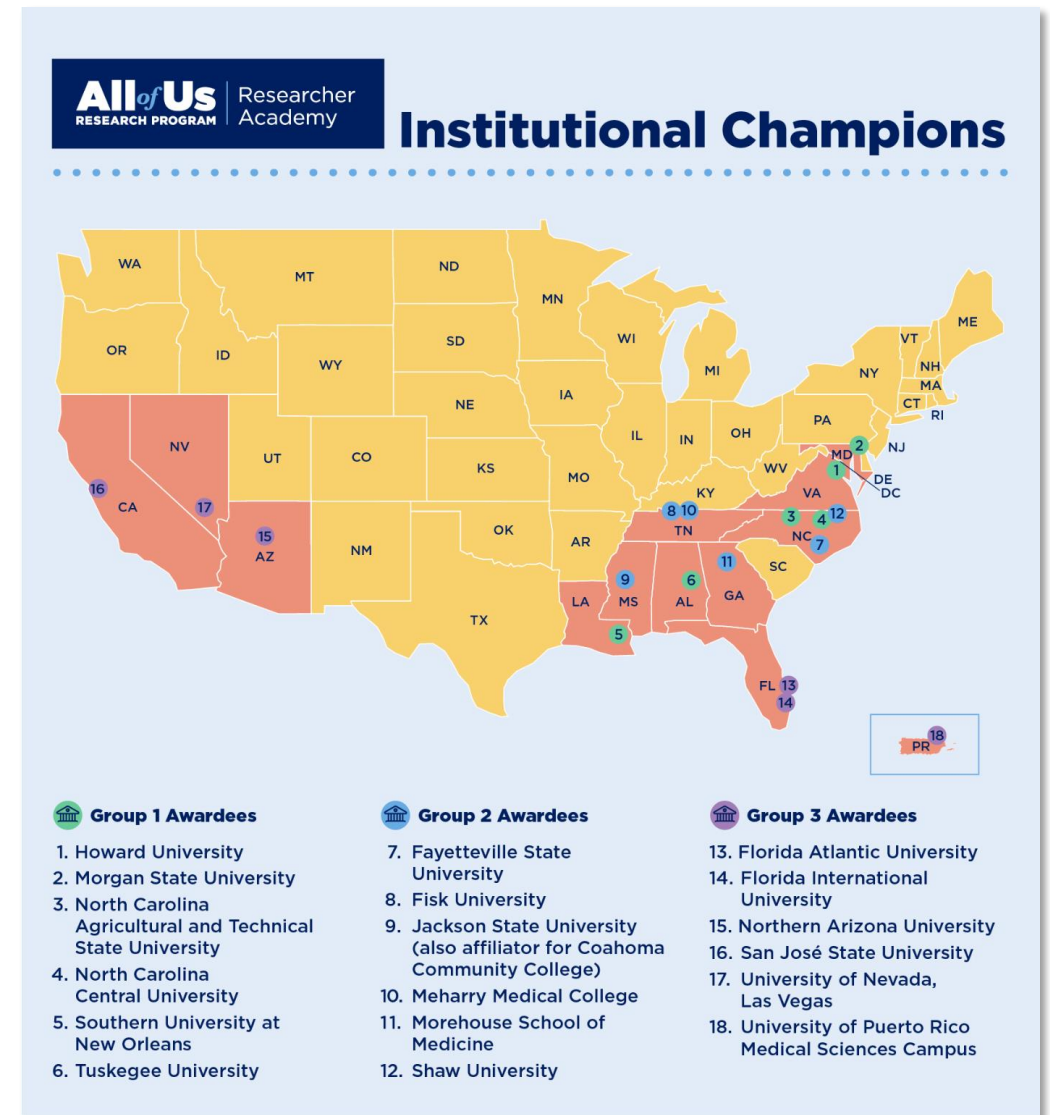 All of Us
RESEARCH PROGRAM
Researcher
Academy
Institutional Champions
WA
MT
ND
MN
ME
OR
ID
WY
SD
WI
MI
VT
NH
NY
MA
CT
RI
NE
IA
PA
NV
UT
CO
KS
MO
IL
IN
OH
WV
MD
2
NJ
1
DE
DC
16
CA
17
15
AZ
NM
OK
AR
KY
VA
8
10
TN
3
4
12
NC
7
TX
LA
9
MS
6
AL
11
GA
SC
5
FL
13
14
18
PR
Group 1 Awardees
1. Howard University
2. Morgan State University
3. North Carolina
Agricultural and Technical
State University
4. North Carolina
Central University
5. Southern University at
New Orleans
6. Tuskegee University
Group 2 Awardees
7. Fayetteville State
University
8. Fisk University
9. Jackson State University
(also affiliator for Coahoma
Community College)
10. Meharry Medical College
11. Morehouse School of
Medicine
12. Shaw University
Group 3 Awardees
13. Florida Atlantic University
14. Florida International
University
15. Northern Arizona University
16. San José State University
17. University of Nevada,
Las Vegas
18. University of Puerto Rico
Medical Sciences Campus